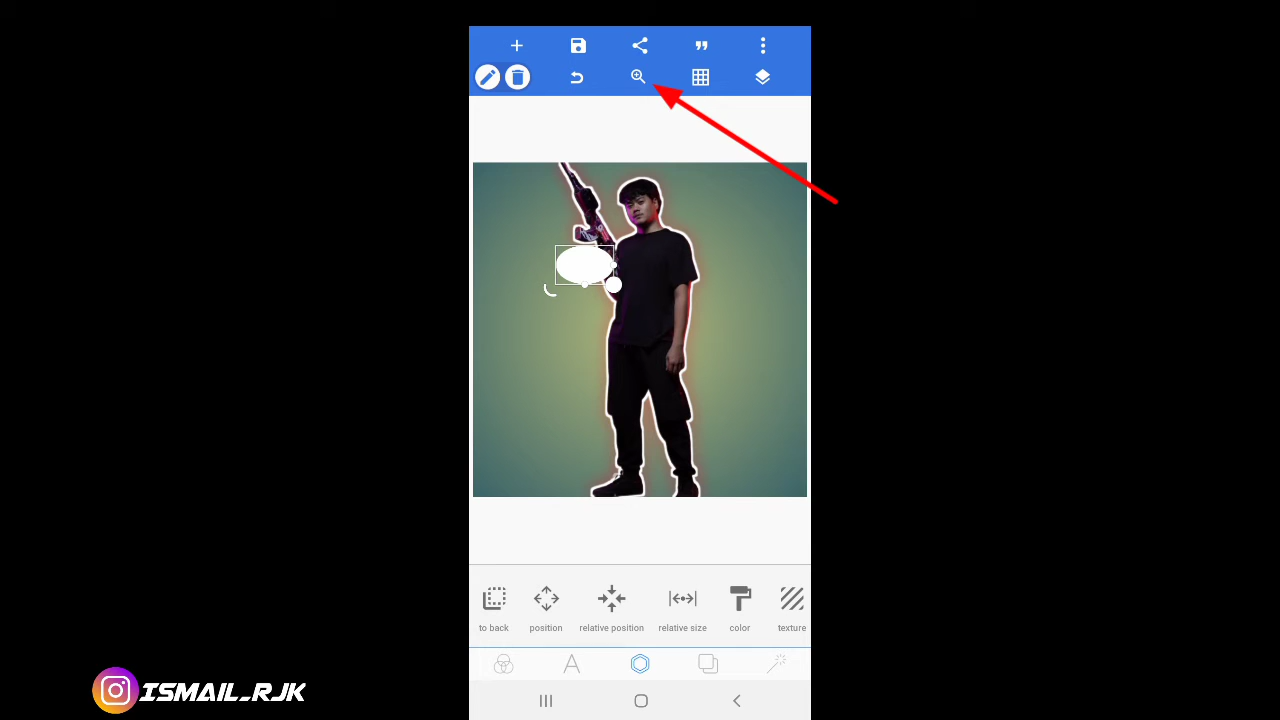 to back
position
relative position
relative size
color
texture
ISMAIL_RJK